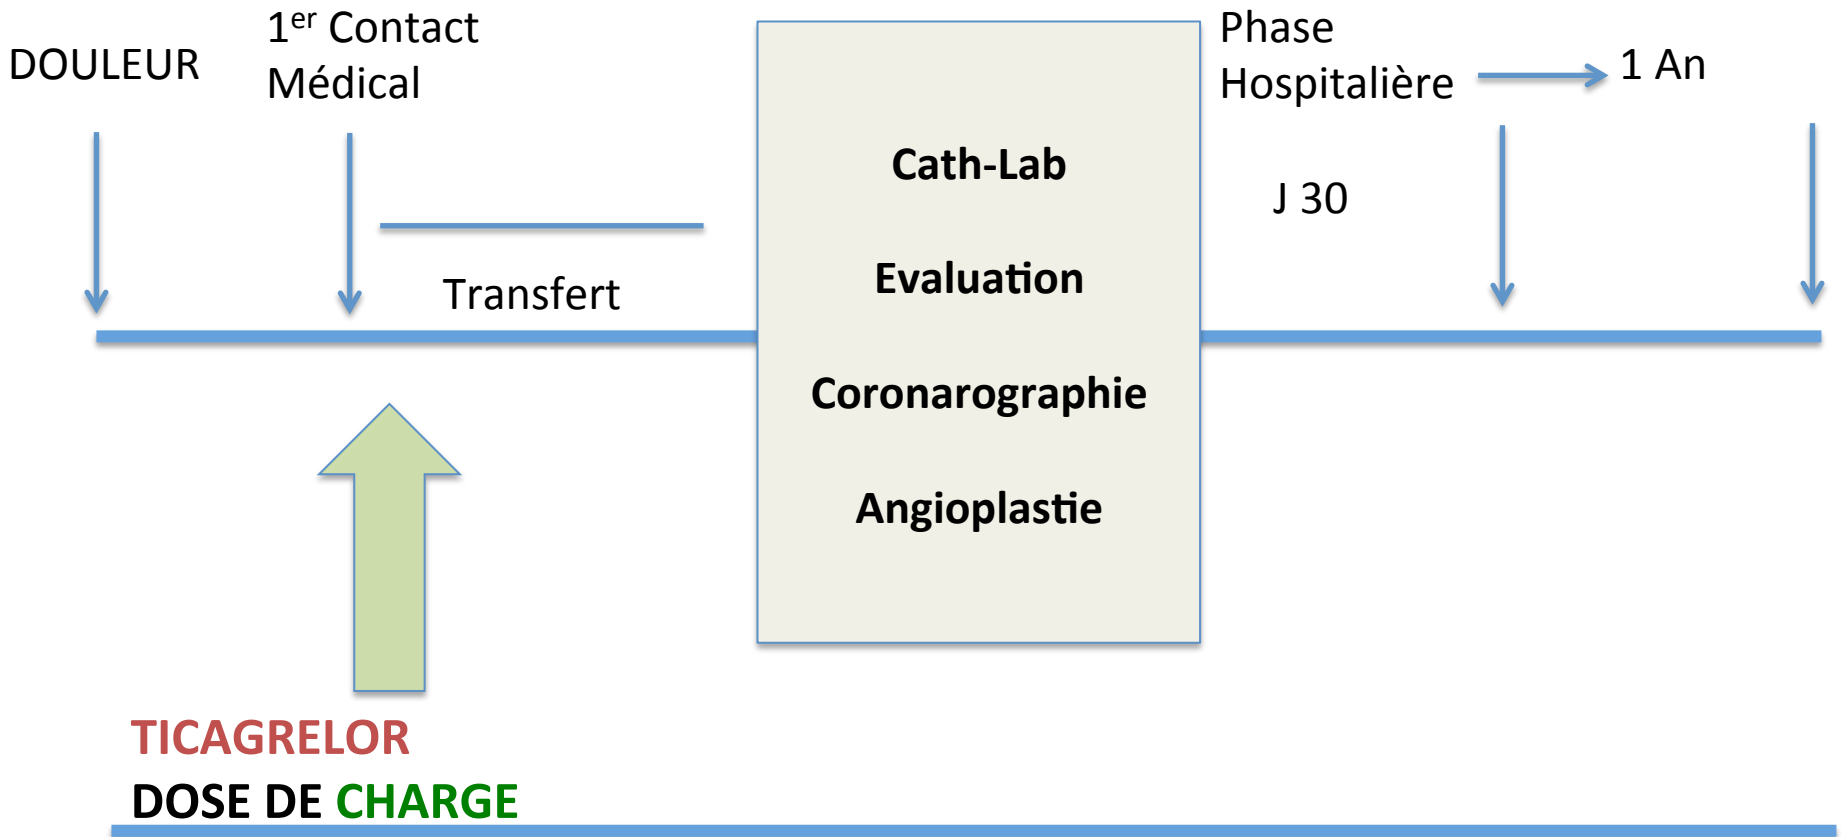 DOULEUR
1er Contact
Médical
Transfert
Cath-Lab
Evaluation
Coronarographie
Angioplastie
Phase
Hospitalière
1 An
J 30
TICAGRELOR
DOSE DE CHARGE